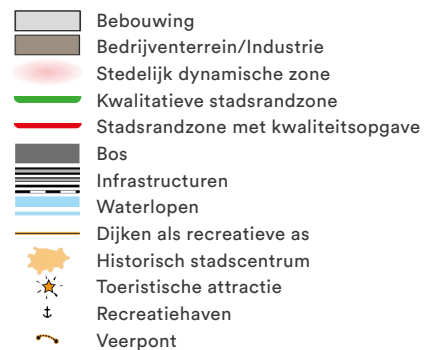 Bebouwing
Bedrijventerrein/Industrie
Stedelijk dynamische zone
Kwalitatieve stadsrandzone
Stadsrandzone met kwaliteitsopgave
Bos
Infrastructuren
Waterlopen
Dijken als recreatieve as
Historisch stadscentrum
Toeristische attractie
Recreatiehaven
Veerpont